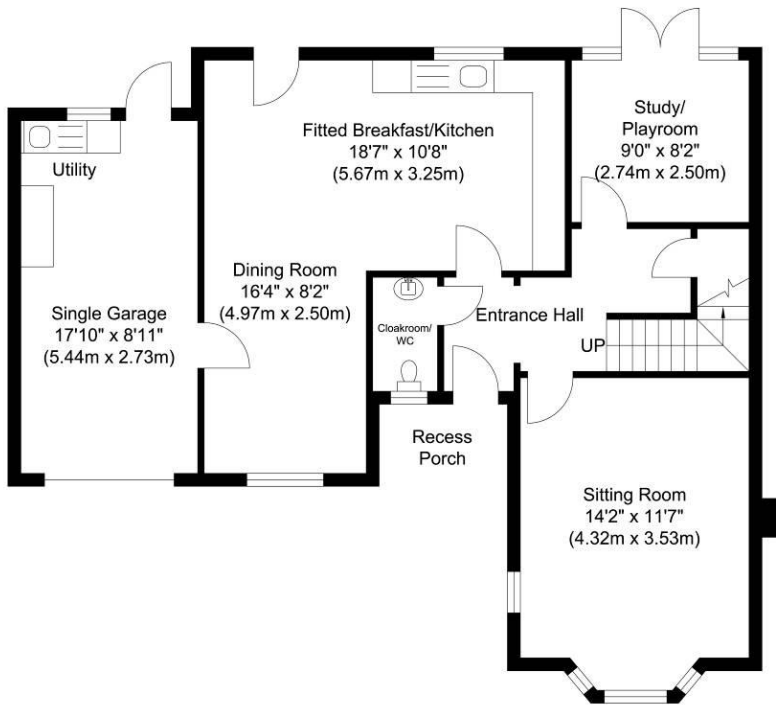 Fitted Breakfast/Kitchen
18'7" x 10'8"
(5.67m x 3.25m)
Study/
Playroom
9'0" x 8'2"
(2.74m x 2.50m)
Utility
Dining Room
16'4" x 8'2"
(4.97m x 2.50m)
Single Garage
17'10" x 8'11"
(5.44m x 2.73m)
Cloakroom/
WC
Entrance Hall
UP
Recess
Porch
Sitting Room
14'2" x 11'7"
(4.32m x 3.53m)